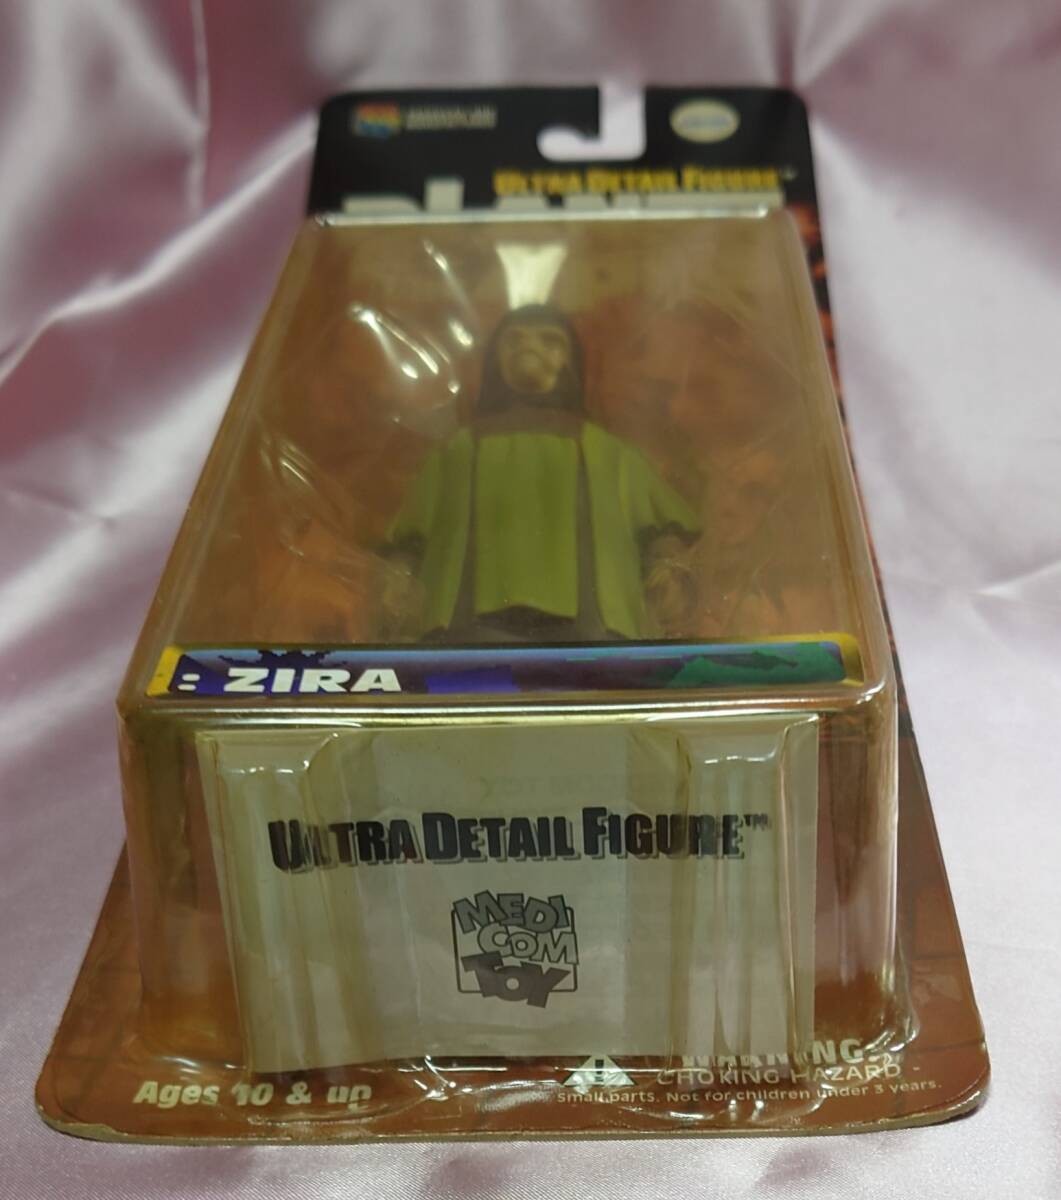 ULTRA DETAIL FIGURE™
PLANET
: ZIRA
ULTRA DETAIL FIGURE™
MEDI
COM
TOY
WARNING:
CHOKING HAZARD -
Small parts. Not for children under 3 years.
Ages 10 & up